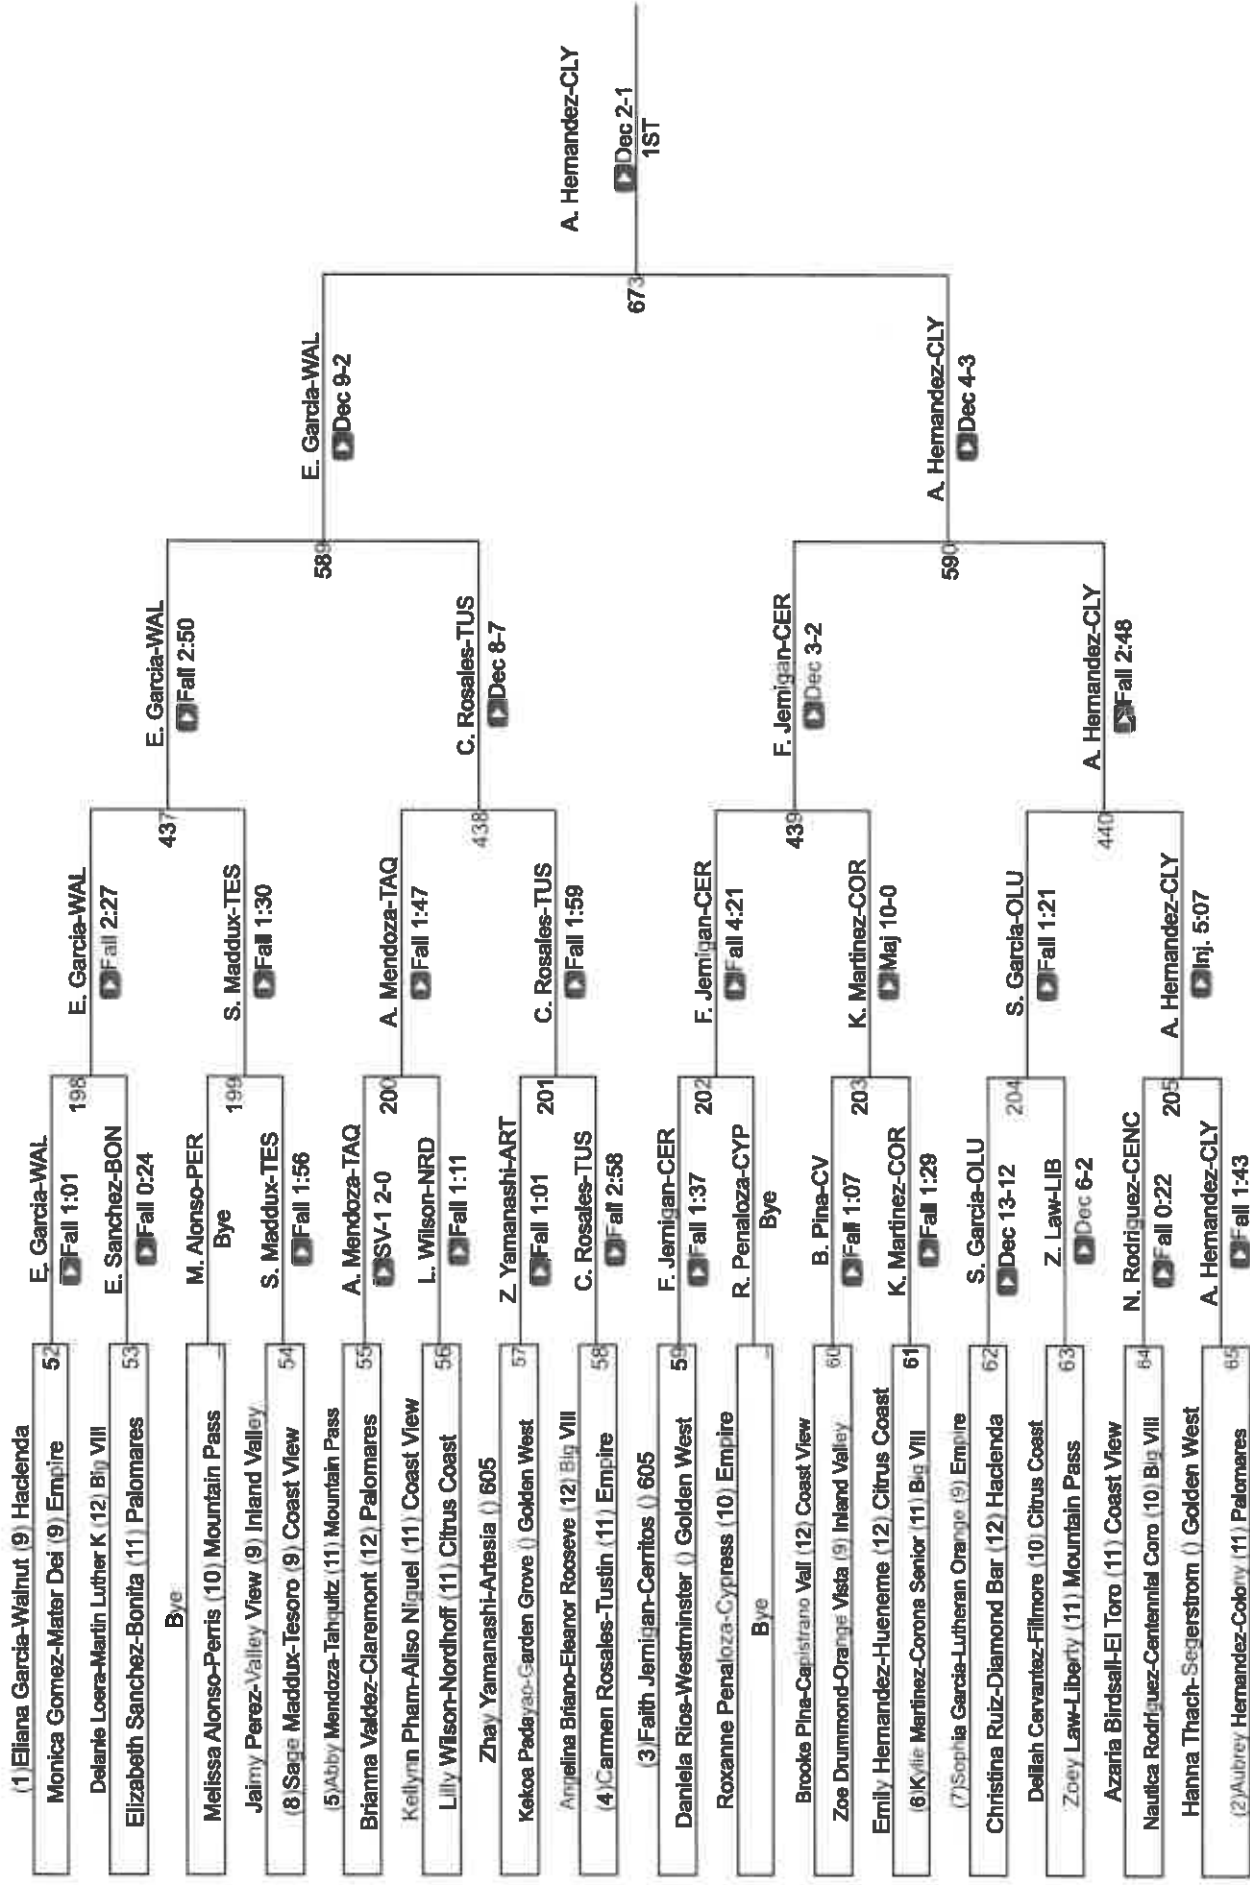 (1)Eliana Garcia-Walnut (9) Hacienda
Monica Gomez-Mater Dei (9) Empire
52
Delanie Loera-Martin Luther K (12) Big VIII
Elizabeth Sanchez-Bonita (11) Palomares
53
Bye
Melissa Alonso-Perris (10) Mountain Pass
Jaimy Perez-Valley View (9) Inland Valley
(8)Sage Maddux-Tesoro (9) Coast View
54
(5)Abby Mendoza-Tahquitz (11) Mountain Pass
Brianna Valdez-Claremont (12) Palomares
55
Kellynn Pham-Aliso Niguel (11) Coast View
Lilly Wilson-Nordhoff (11) Citrus Coast
56
Zhay Yamanashi-Artesia () 605
Kekoa Padayao-Garden Grove () Golden West
57
Angelina Briano-Eleanor Rooseve (12) Big VIII
(4)Carmen Rosales-Tustin (11) Empire
58
(3)Faith Jernigan-Cerritos () 605
Daniela Rios-Westminster () Golden West
59
Roxanne Penaloza-Cypress (10) Empire
Bye
Brooke Pina-Capistrano Vall (12) Coast View
Zoe Drummond-Orange Vista (9) Inland Valley
60
Emily Hernandez-Hueneme (12) Citrus Coast
(6)Kylie Martinez-Corona Senior (11) Big VIII
61
(7)Sophia Garcia-Lutheran Orange (9) Empire
Christina Ruiz-Diamond Bar (12) Hacienda
62
Delilah Cervantez-Fillmore (10) Citrus Coast
Zoey Law-Liberty (11) Mountain Pass
63
Azaria Birdsall-El Toro (11) Coast View
Nautica Rodriguez-Centennial Coro (10) Big VIII
64
Hanna Thach-Segerstrom () Golden West
(2)Aubrey Hernandez-Colony (11) Palomares
65
E. Garcia-WAL
Fall 1:01
198
E. Sanchez-BON
Fall 0:24
M. Alonso-PER
Bye
199
S. Maddux-TES
Fall 1:56
A. Mendoza-TAQ
SV-1 2-0
200
L. Wilson-NRD
Fall 1:11
Z. Yamanashi-ART
Fall 1:01
201
C. Rosales-TUS
Fall 2:58
F. Jernigan-CER
Fall 1:37
202
R. Penaloza-CYP
Bye
B. Pina-CV
Fall 1:07
203
K. Martinez-COR
Fall 1:29
S. Garcia-OLU
Dec 13-12
204
Z. Law-LIB
Dec 6-2
N. Rodriguez-CENC
Fall 0:22
205
A. Hernandez-CLY
Fall 1:43
E. Garcia-WAL
Fall 2:27
437
S. Maddux-TES
Fall 1:30
A. Mendoza-TAQ
Fall 1:47
438
C. Rosales-TUS
Fall 1:59
F. Jernigan-CER
Fall 4:21
439
K. Martinez-COR
Maj 10-0
S. Garcia-OLU
Fall 1:21
440
A. Hernandez-CLY
Inj. 5:07
E. Garcia-WAL
Fall 2:50
589
C. Rosales-TUS
Dec 8-7
F. Jernigan-CER
Dec 3-2
590
A. Hernandez-CLY
Fall 2:48
E. Garcia-WAL
Dec 9-2
673
A. Hernandez-CLY
Dec 4-3
A. Hernandez-CLY
Dec 2-1
1ST